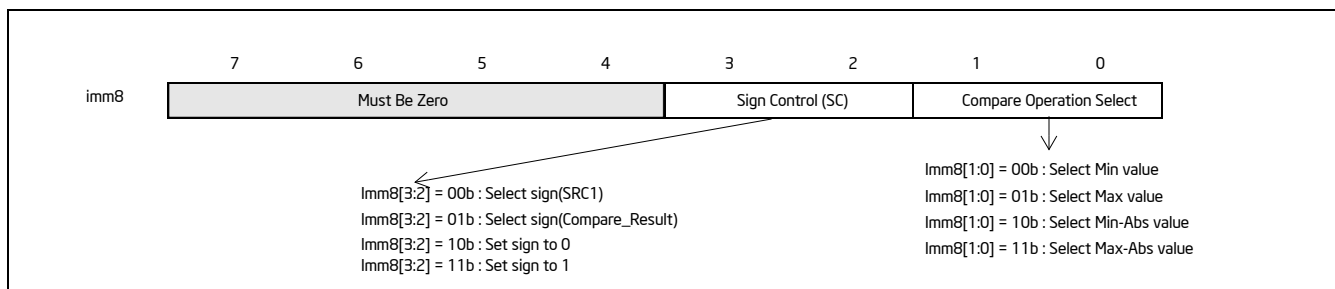 7 6 5 4 3 2 1 0
imm8 Must Be Zero Sign Control (SC) Compare Operation Select
Imm8[3:2] = 00b : Select sign(SRC1)
Imm8[3:2] = 01b : Select sign(Compare_Result)
Imm8[3:2] = 10b : Set sign to 0
Imm8[3:2] = 11b : Set sign to 1
Imm8[1:0] = 00b : Select Min value
Imm8[1:0] = 01b : Select Max value
Imm8[1:0] = 10b : Select Min-Abs value
Imm8[1:0] = 11b : Select Max-Abs value